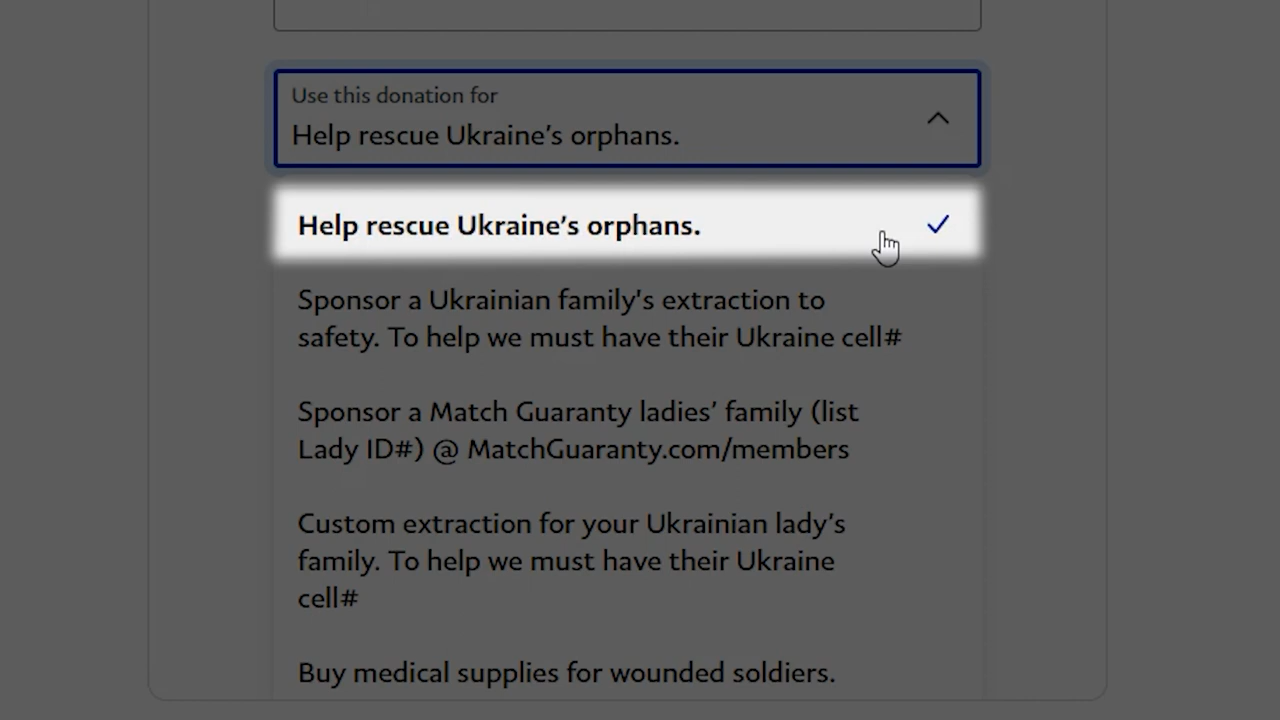 Use this donation for
Help rescue Ukraine's orphans.
Help rescue Ukraine's orphans.
Sponsor a Ukrainian family's extraction to
safety. To help we must have their Ukraine cell#
Sponsor a Match Guaranty ladies' family (list
Lady ID#) @ MatchGuaranty.com/members
Custom extraction for your Ukrainian lady's
family. To help we must have their Ukraine
cell#
Buy medical supplies for wounded soldiers.